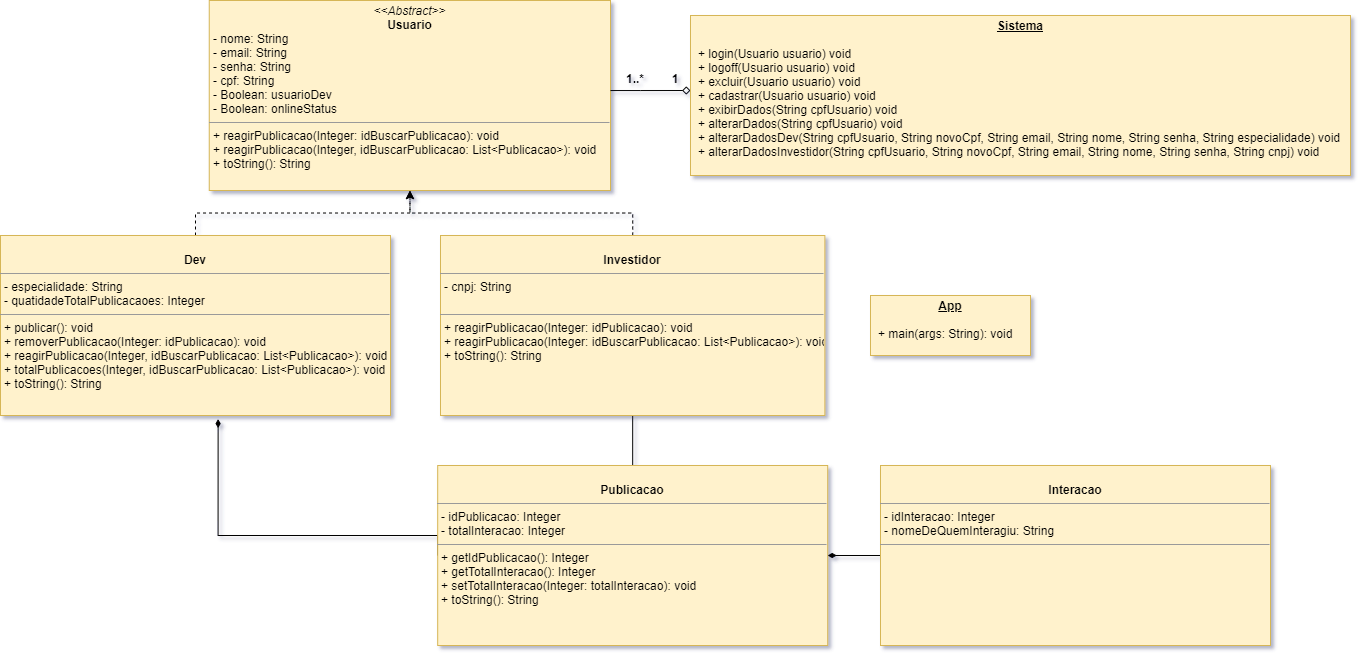 <<Abstract>>
Usuario
- nome: String
- email: String
- senha: String
- cpf: String
- Boolean: usuarioDev
- Boolean: onlineStatus
+ reagirPublicacao(Integer: idBuscarPublicacao): void
+ reagirPublicacao(Integer, idBuscarPublicacao: List<Publicacao>): void
+ toString(): String
1..*
1
Sistema
+ login(Usuario usuario) void
+ logoff(Usuario usuario) void
+ excluir(Usuario usuario) void
+ cadastrar(Usuario usuario) void
+ exibirDados(String cpfUsuario) void
+ alterarDados(String cpfUsuario) void
+ alterarDadosDev(String cpfUsuario, String novoCpf, String email, String nome, String senha, String especialidade) void
+ alterarDadosInvestidor(String cpfUsuario, String novoCpf, String email, String nome, String senha, String cnpj) void
Dev
- especialidade: String
- quatidadeTotalPublicacaoes: Integer
+ publicar(): void
+ removerPublicacao(Integer: idPublicacao): void
+ reagirPublicacao(Integer, idBuscarPublicacao: List<Publicacao>): void
+ totalPublicacoes(Integer, idBuscarPublicacao: List<Publicacao>): void
+ toString(): String
Investidor
- cnpj: String
+ reagirPublicacao(Integer: idPublicacao): void
+ reagirPublicacao(Integer: idBuscarPublicacao: List<Publicacao>): void
+ toString(): String
App
+ main(args: String): void
Publicacao
- idPublicacao: Integer
- totalInteracao: Integer
+ getIdPublicacao(): Integer
+ getTotalInteracao(): Integer
+ setTotalInteracao(Integer: totalInteracao): void
+ toString(): String
Interacao
- idInteracao: Integer
- nomeDeQuemInteragiu: String